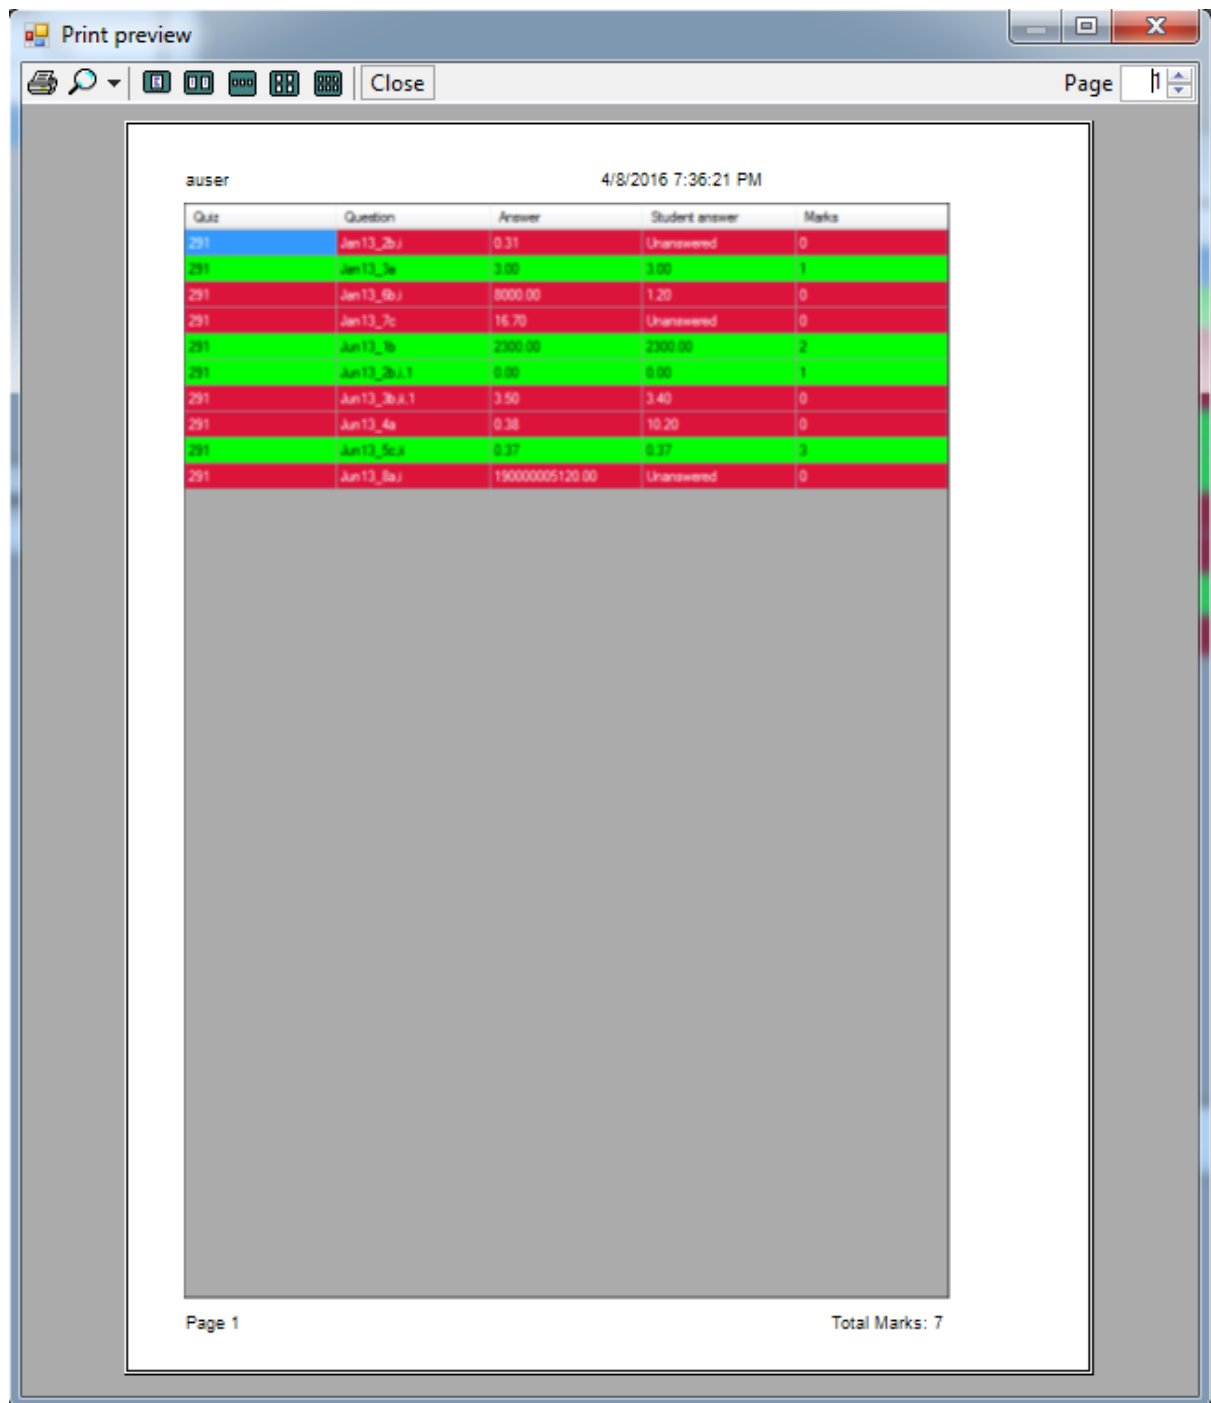 Print preview
Close Page 1
auser 4/8/2016 7:36:21 PM
Quiz Question Answer Student answer Marks
291 Jan13_2b,i 0.31 Unanswered 0
291 Jan13_3a 3.00 3.00 1
291 Jan13_6b,i 8000.00 1.20 0
291 Jan13_7c 16.70 Unanswered 0
291 Jun13_1b 2300.00 2300.00 2
291 Jun13_2b,i,1 0.00 0.00 1
291 Jun13_3b,ii,1 3.50 3.40 0
291 Jun13_4a 0.38 10.20 0
291 Jun13_5c,ii 0.37 0.37 3
291 Jun13_8a,i 190000005120.00 Unanswered 0
Page 1 Total Marks: 7